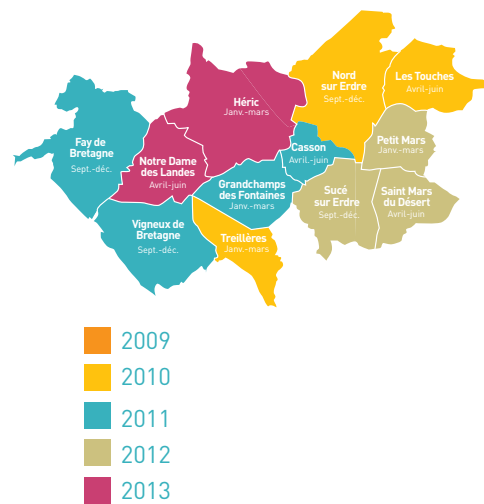 Nord
sur Erdre
Sept.-déc.
Les Touches
Avril-juin
Héric
Janv.-mars
Fay de
Bretagne
Sept.-déc.
Casson
Avril.-juin
Petit Mars
Janv.-mars
Notre Dame
des Landes
Avril-juin
Grandchamps
des Fontaines
Janv.-mars
Sucé
sur Erdre
Sept.-déc.
Saint Mars
du Désert
Avril-juin
Vigneux de
Bretagne
Sept.-déc.
Treillères
Janv.-mars
2009
2010
2011
2012
2013